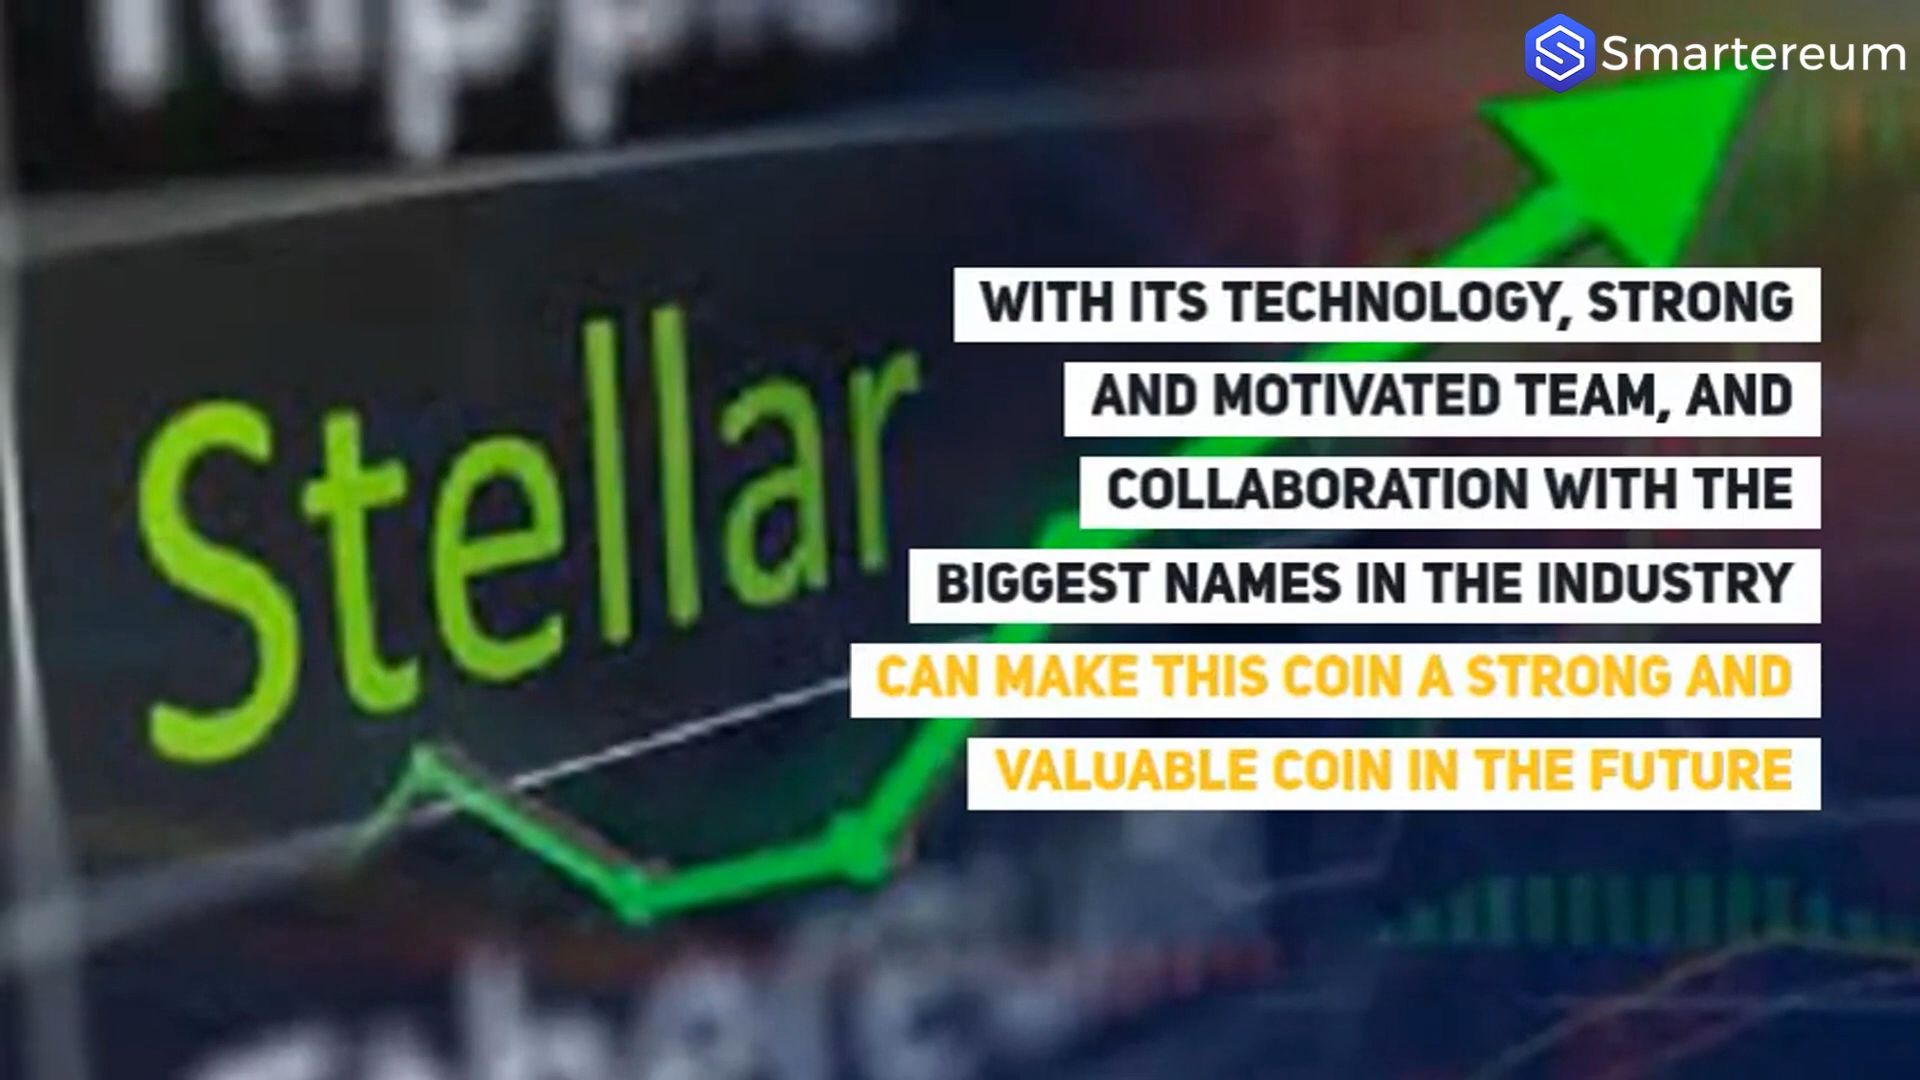 Smartereum
Stellar
WITH ITS TECHNOLOGY, STRONG
AND MOTIVATED TEAM, AND
COLLABORATION WITH THE
BIGGEST NAMES IN THE INDUSTRY
CAN MAKE THIS COIN A STRONG AND
VALUABLE COIN IN THE FUTURE